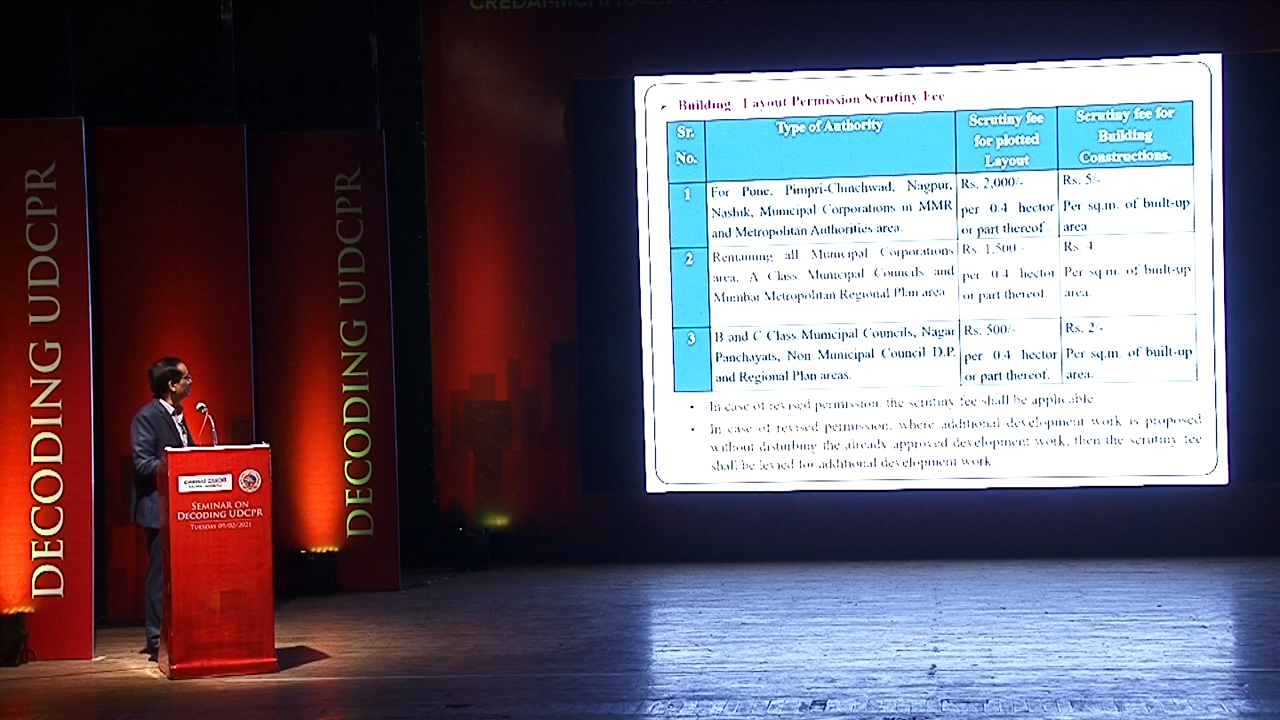 CREDAI-MCHI KALYAN
DECODING UDCPR
DECODING UDCPR
SEMINAR ON
DECODING UDCPR
TUESDAY 09/02/2021
Building - Layout Permission Scrutiny Fee
Sr. No.
Type of Authority
Scrutiny fee for plotted Layout
Scrutiny fee for Building Constructions.
1
For Pune, Pimpri-Chinchwad, Nagpur,
Nashik, Municipal Corporations in MMR
and Metropolitan Authorities area.
Rs. 2,000/-
per 0.4 hector
or part thereof
Rs. 5/-
Per sq.m. of built-up
area
2
Remaining all Municipal Corporations
area, A Class Municipal Councils and
Mumbai Metropolitan Regional Plan area
Rs. 1,500/-
per 0.4 hector
or part thereof
Rs. 4
Per sq.m. of built-up
area.
3
B and C Class Municipal Councils, Nagar
Panchayats, Non Municipal Council D.P.
and Regional Plan areas.
Rs. 500/-
per 0.4 hector
or part thereof.
Rs. 2/-
Per sq.m. of built-up
area.
• In case of revised permission, the scrutiny fee shall be applicable
• In case of revised permission, where additional development work is proposed
without disturbing the already approved development work, then the scrutiny fee
shall be levied for additional development work